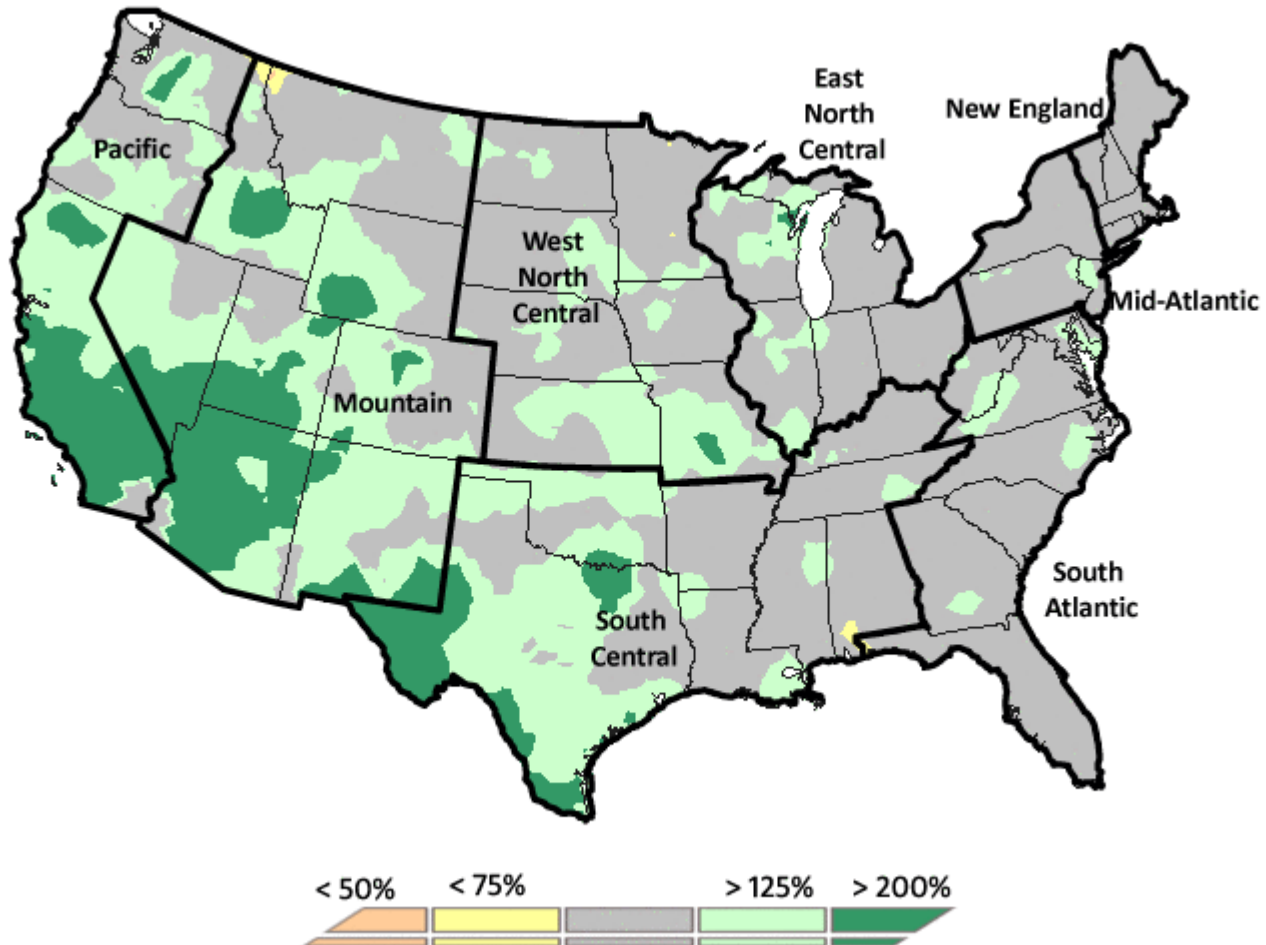 East
North
Central
New England
Pacific
West
North
Central
Mid-Atlantic
Mountain
South
Atlantic
South
Central
< 50%
< 75%
> 125%
> 200%